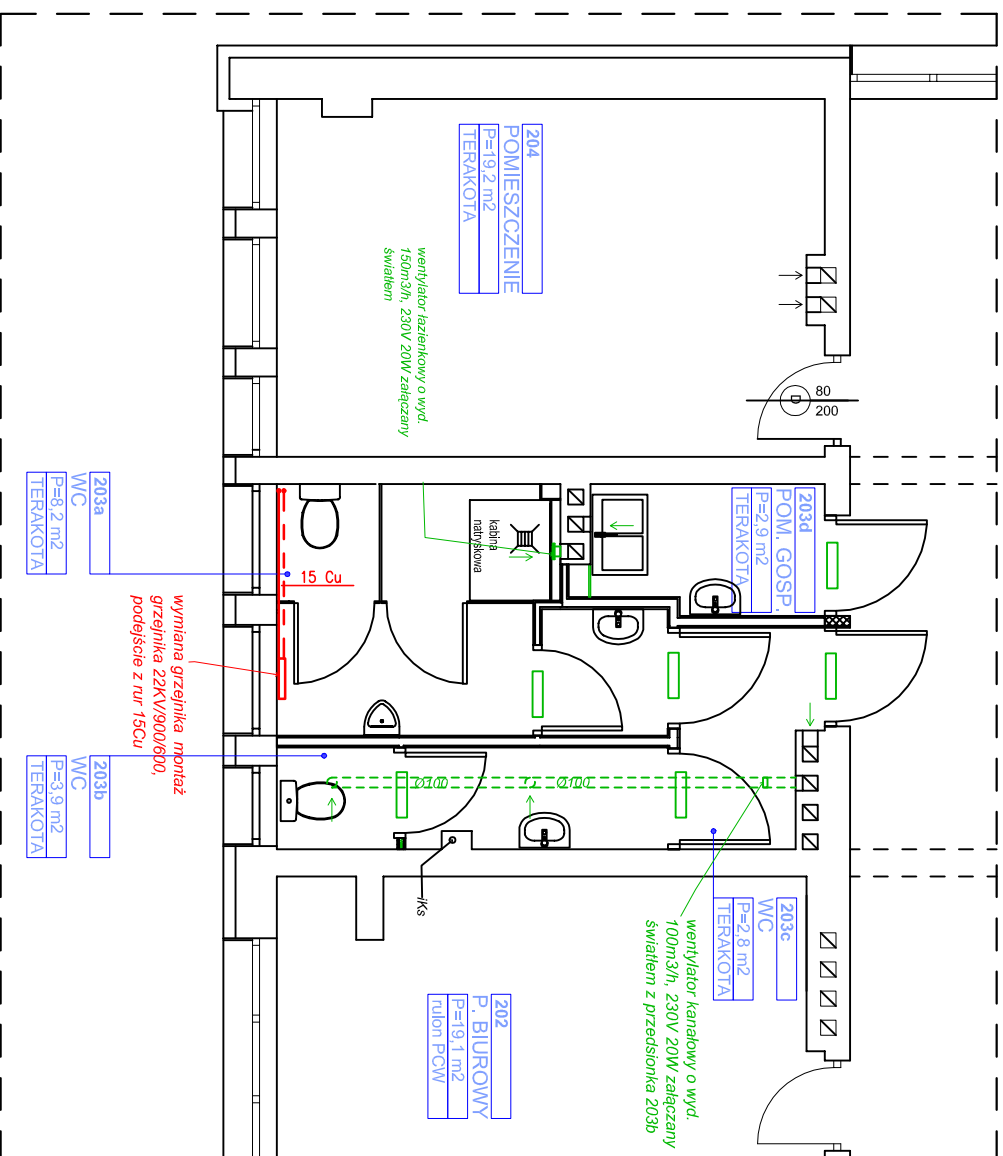 204
POMIESZCZENIE
P=19,2 m2
TERAKOTA
wentylator łazienkowy o wyd.
150m3/h, 230V 20W załączany
światłem
80
200
203d
POM. GOSP.
P=2,9 m2
TERAKOTA
kabina
natryskowa
203a
WC
P=8,2 m2
TERAKOTA
15 Cu
wymiana grzejnika montaż
grzejnika 22KV/900/600,
podejście z rur 15Cu
203b
WC
P=3,9 m2
TERAKOTA
Ø100
Ø100
iKs
203c
WC
P=2,8 m2
TERAKOTA
wentylator kanałowy o wyd.
100m3/h, 230V 20W załączany
światłem z przedsionka 203b
202
P. BIUROWY
P=19,1 m2
rulon PCW